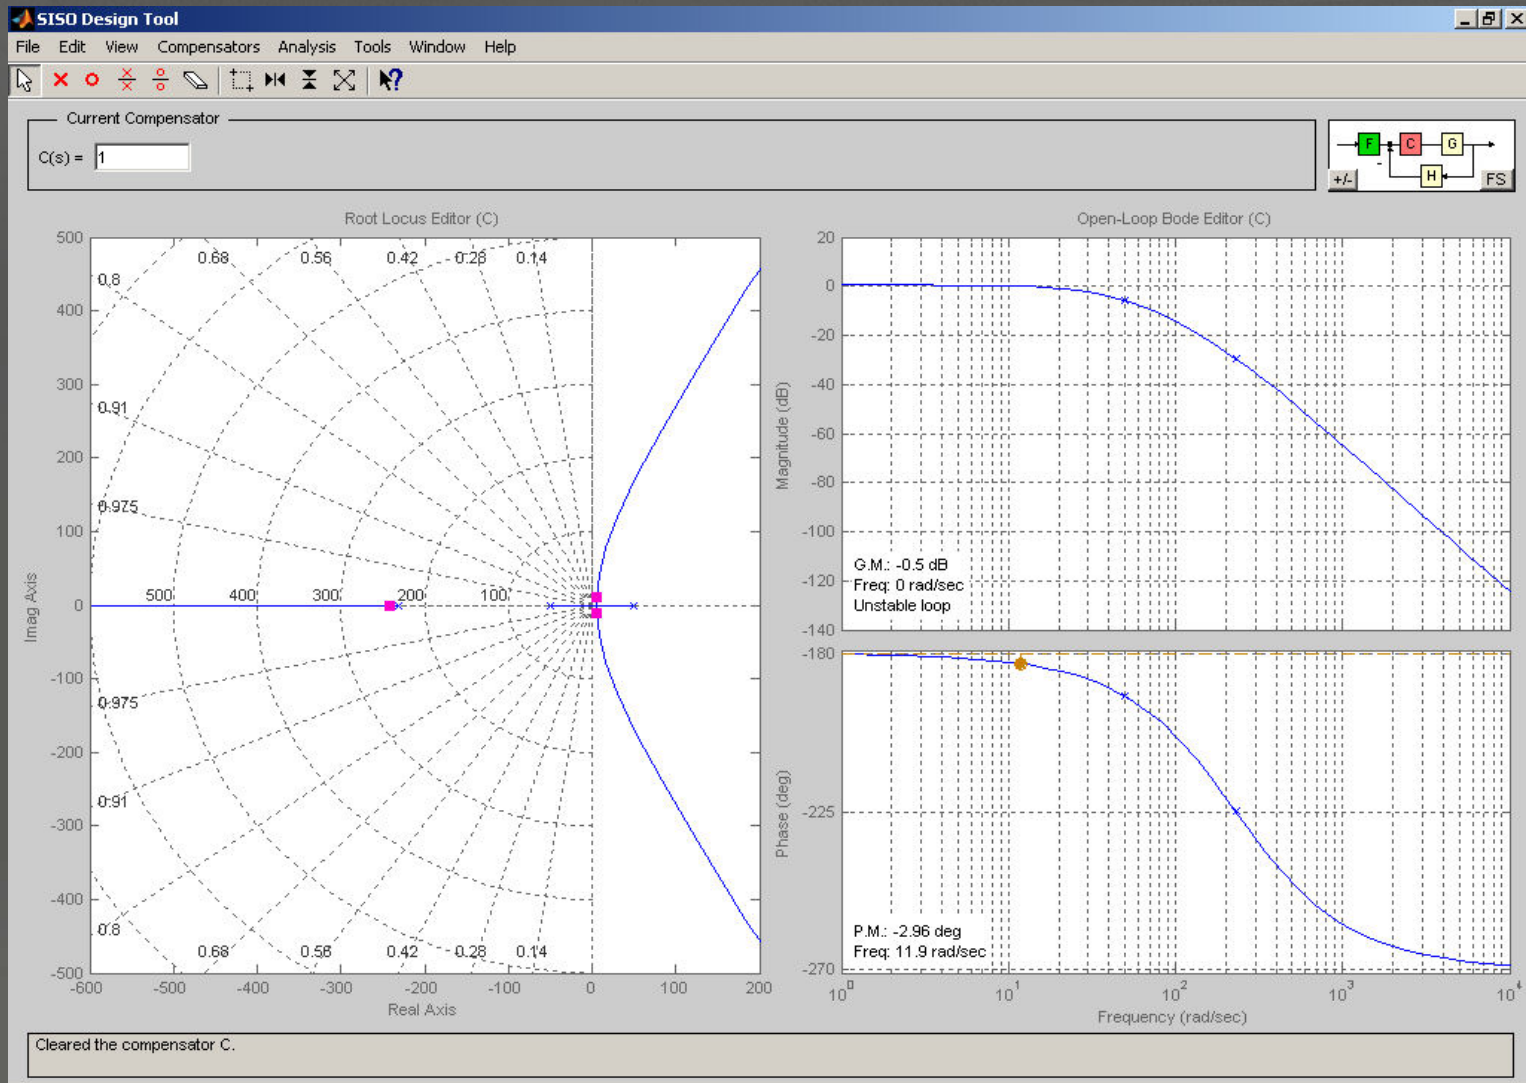 SISO Design Tool
File Edit View Compensators Analysis Tools Window Help
Current Compensator
C(s) = 1
F C G
H
+/- FS
Root Locus Editor (C)
500
400
300
200
100
0
-100
-200
-300
-400
-500
Imag Axis
0.68 0.56 0.42 0.28 0.14
0.8
0.91
0.975
500 400 300 200 100
0.975
0.91
0.8
0.68 0.56 0.42 0.28 0.14
-600 -500 -400 -300 -200 -100 0 100 200
Real Axis
Open-Loop Bode Editor (C)
20
0
-20
-40
-60
-80
-100
-120
-140
Magnitude (dB)
G.M.: -0.5 dB
Freq: 0 rad/sec
Unstable loop
-180
-225
-270
Phase (deg)
P.M.: -2.96 deg
Freq: 11.9 rad/sec
10^0 10^1 10^2 10^3 10^4
Frequency (rad/sec)
Cleared the compensator C.